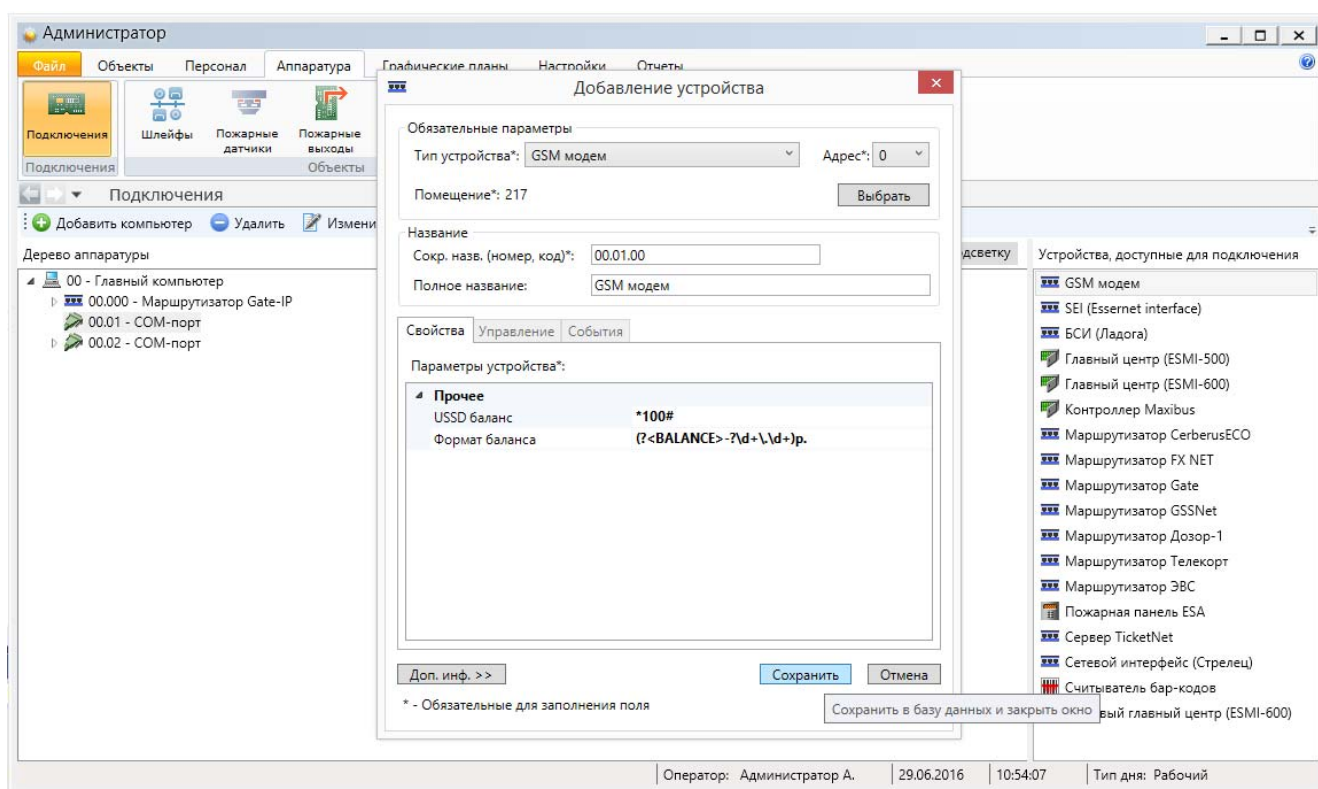 Администратор
Файл Объекты Персонал Аппаратура Графические планы Настройки Отчеты
Подключения Шлейфы Пожарные датчики Пожарные выходы
Подключения Объекты
Подключения
Добавить компьютер Удалить Измени
Дерево аппаратуры
00 - Главный компьютер
00.000 - Маршрутизатор Gate-IP
00.01 - COM-порт
00.02 - COM-порт
Добавление устройства
Обязательные параметры
Тип устройства*: GSM модем Адрес*: 0
Помещение*: 217 Выбрать
Название
Сокр. назв. (номер, код)*: 00.01.00
Полное название: GSM модем
Свойства Управление События
Параметры устройства*:
Прочее
USSD баланс *100#
Формат баланса (?<BALANCE>-?\d+\.\d+)р.
Доп. инф. >> Сохранить Отмена
* - Обязательные для заполнения поля
Сохранить в базу данных и закрыть окно
дсветку
Устройства, доступные для подключения
GSM модем
SEI (Essernet interface)
БСИ (Ладога)
Главный центр (ESMI-500)
Главный центр (ESMI-600)
Контроллер Maxibus
Маршрутизатор CerberusECO
Маршрутизатор FX NET
Маршрутизатор Gate
Маршрутизатор GSSNet
Маршрутизатор Дозор-1
Маршрутизатор Телекорт
Маршрутизатор ЭВС
Пожарная панель ESA
Сервер TicketNet
Сетевой интерфейс (Стрелец)
Считыватель бар-кодов
вый главный центр (ESMI-600)
Оператор: Администратор А. 29.06.2016 10:54:07 Тип дня: Рабочий